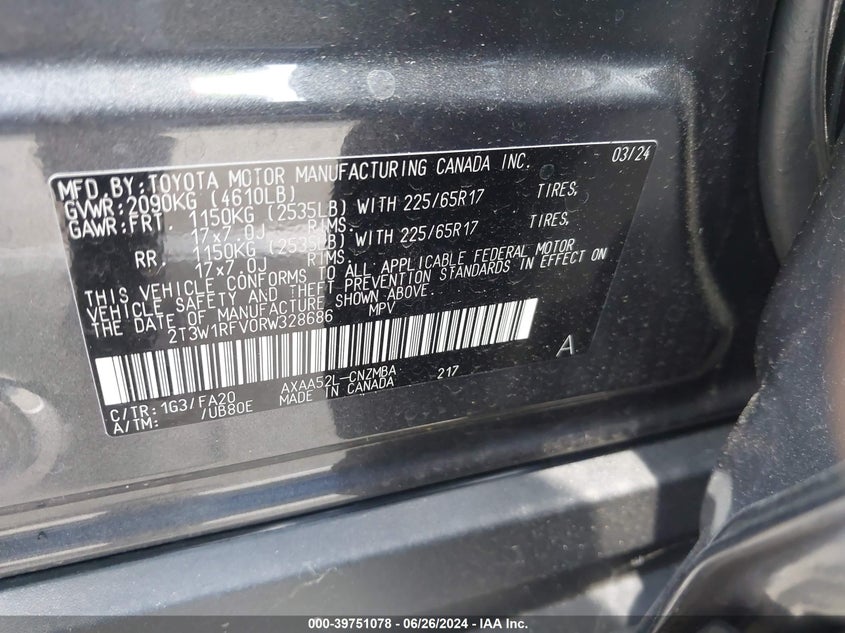 MFD.BY:TOYOTA MOTOR MANUFACTURING CANADA INC. 03/24
GVWR:2090KG (4610LB)
GAWR:FRT. 1150KG (2535LB) WITH 225/65R17 TIRES,
17x7.0J RIMS.
RR. 1150KG (2535LB) WITH 225/65R17 TIRES,
17x7.0J RIMS.
THIS VEHICLE CONFORMS TO ALL APPLICABLE FEDERAL MOTOR
VEHICLE SAFETY AND THEFT PREVENTION STANDARDS IN EFFECT ON
THE DATE OF MANUFACTURE SHOWN ABOVE.
2T3W1RFV0RW328686 MPV
A
C/TR: 1G3/FA20 AXAA52L-CNZMBA 217
A/TM: /UB80E MADE IN CANADA
000-39751078 - 06/26/2024 - IAA Inc.